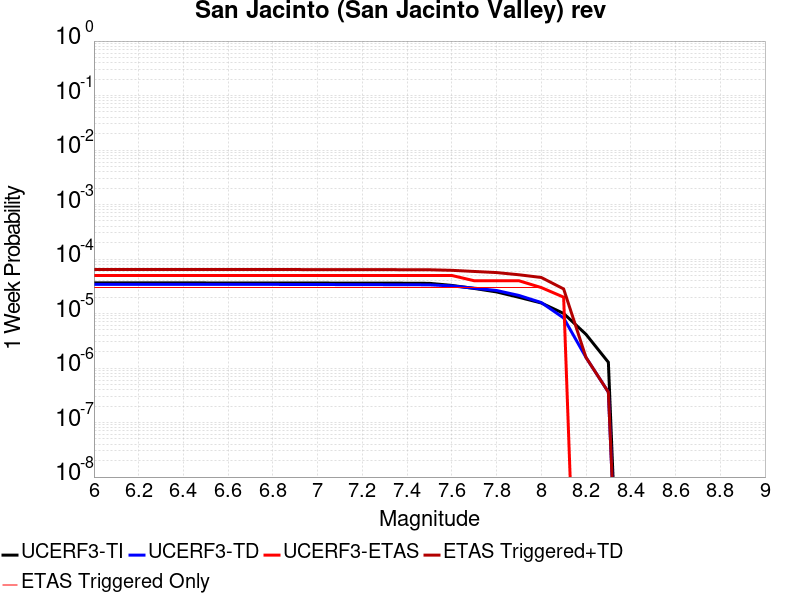 San Jacinto (San Jacinto Valley) rev
10^0
10^-1
10^-2
10^-3
10^-4
10^-5
10^-6
10^-7
10^-8
1 Week Probability
6 6.2 6.4 6.6 6.8 7 7.2 7.4 7.6 7.8 8 8.2 8.4 8.6 8.8 9
Magnitude
UCERF3-TI UCERF3-TD UCERF3-ETAS ETAS Triggered+TD
ETAS Triggered Only